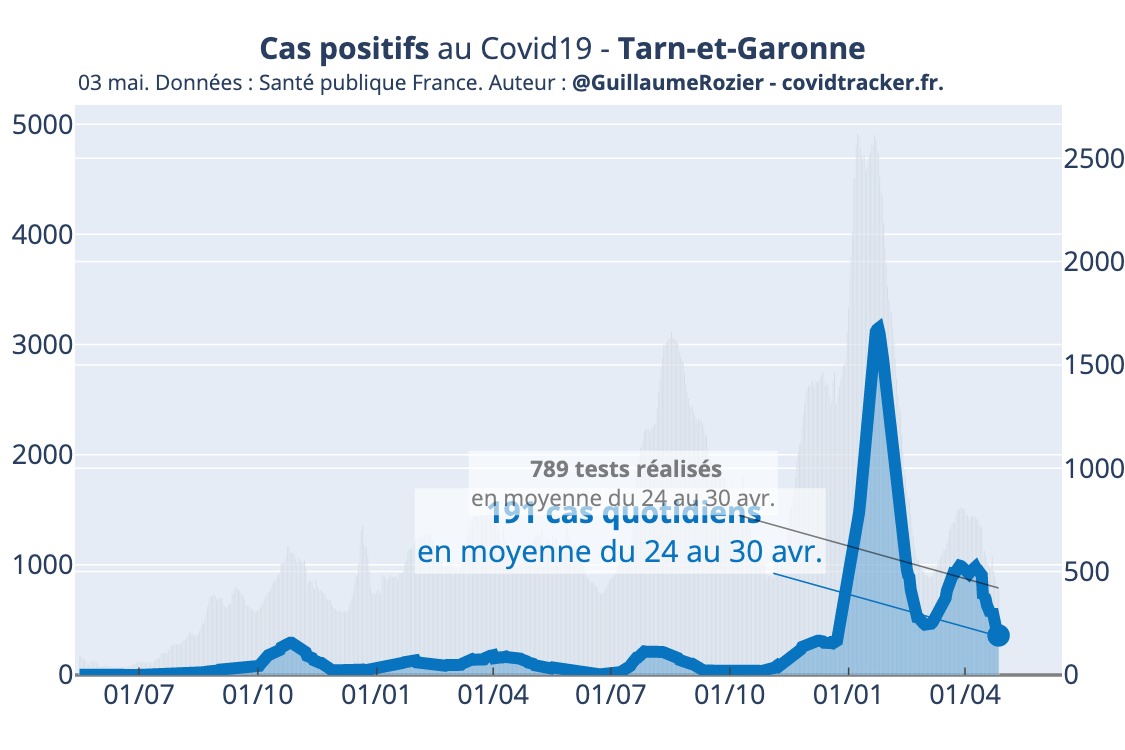 Cas positifs au Covid19 - Tarn-et-Garonne
03 mai. Données : Santé publique France. Auteur : @GuillaumeRozier - covidtracker.fr.
5000
4000
3000
2000
1000
0
2500
2000
1500
1000
500
0
789 tests réalisés
en moyenne du 24 au 30 avr.
191 cas quotidiens
en moyenne du 24 au 30 avr.
01/07 01/10 01/01 01/04 01/07 01/10 01/01 01/04